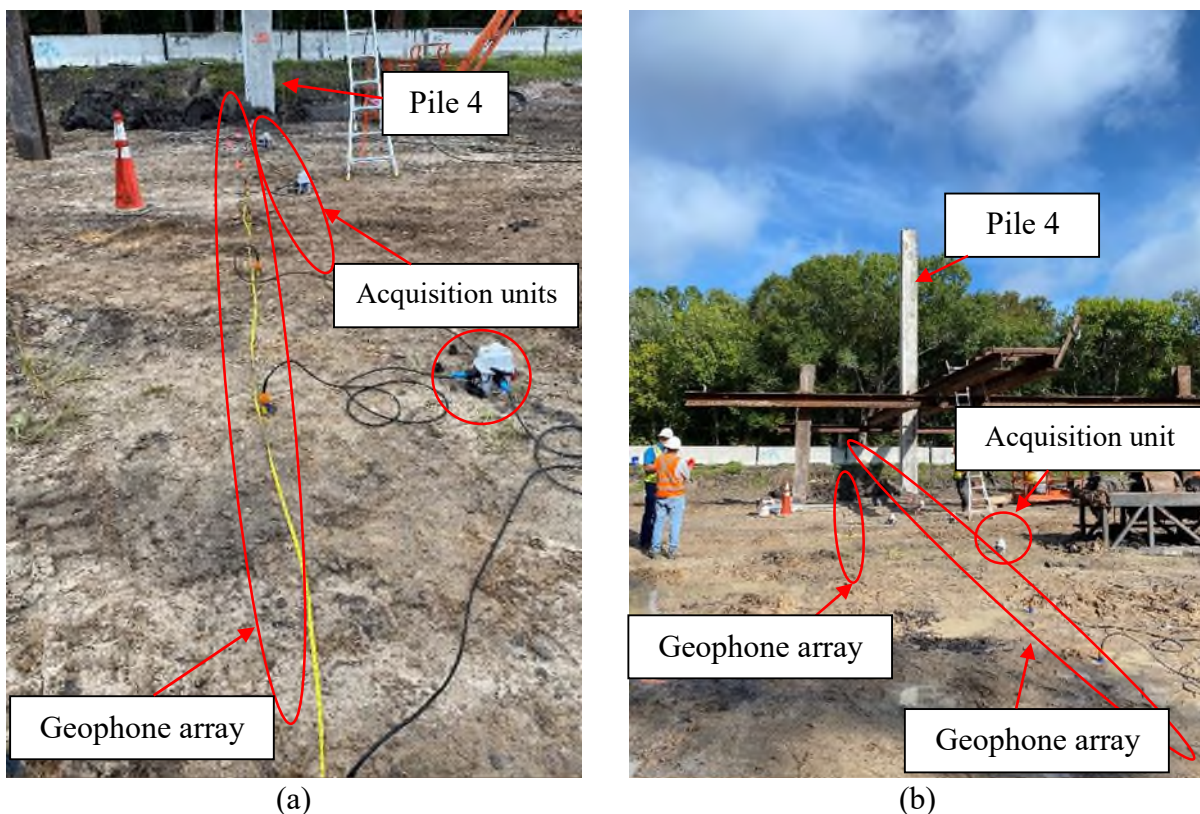 Pile 4
Acquisition units
Geophone array
(a)
Pile 4
Acquisition unit
Geophone array
Geophone array
(b)